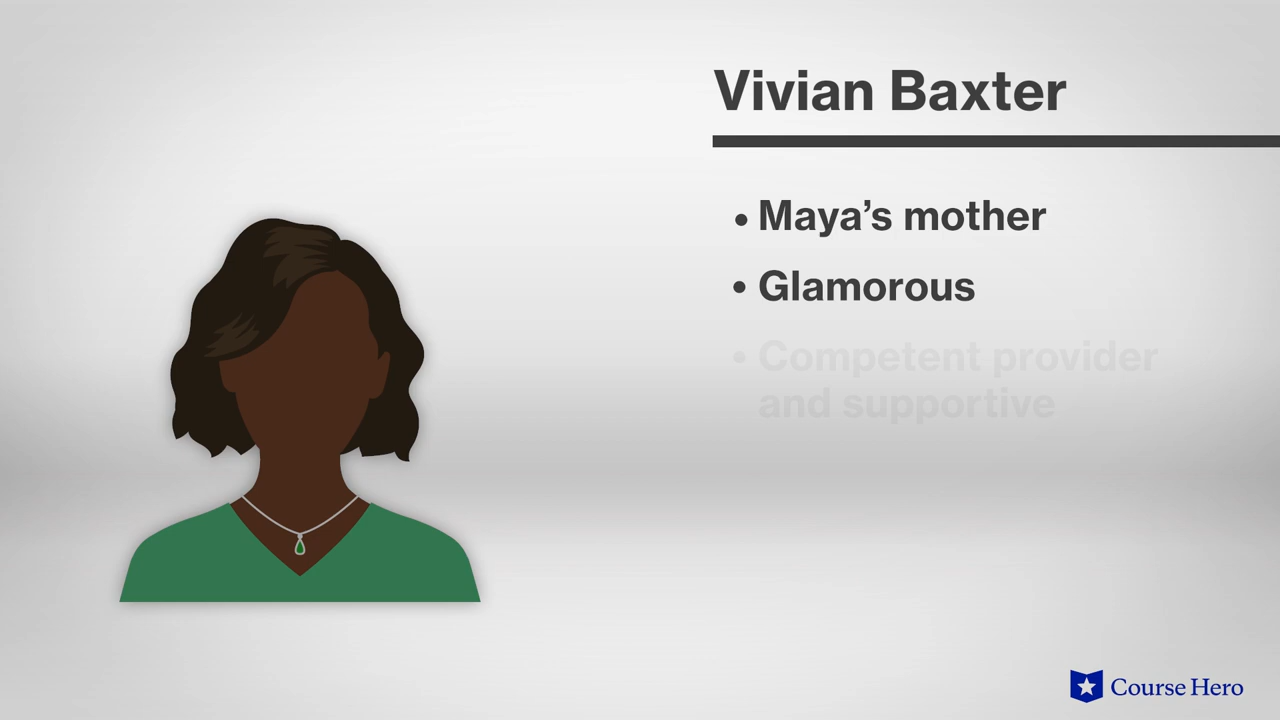 Vivian Baxter
• Maya’s mother
• Glamorous
• Competent provider
and supportive
Course Hero